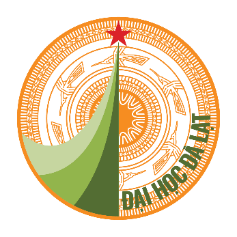 ĐẠI HỌC ĐÀ LẠT